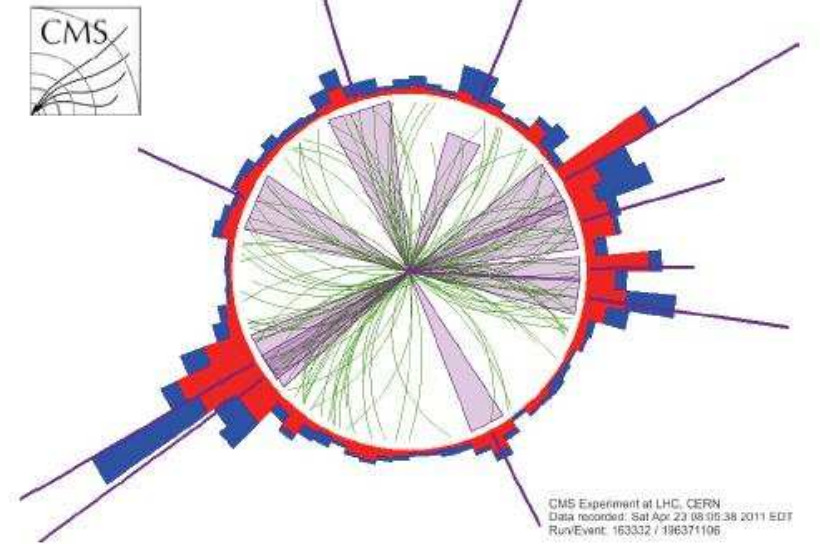 CMS
CMS Experiment at LHC, CERN
Data recorded: Sat Apr 23 08:05:38 2011 EDT
Run/Event: 163332 / 196371106